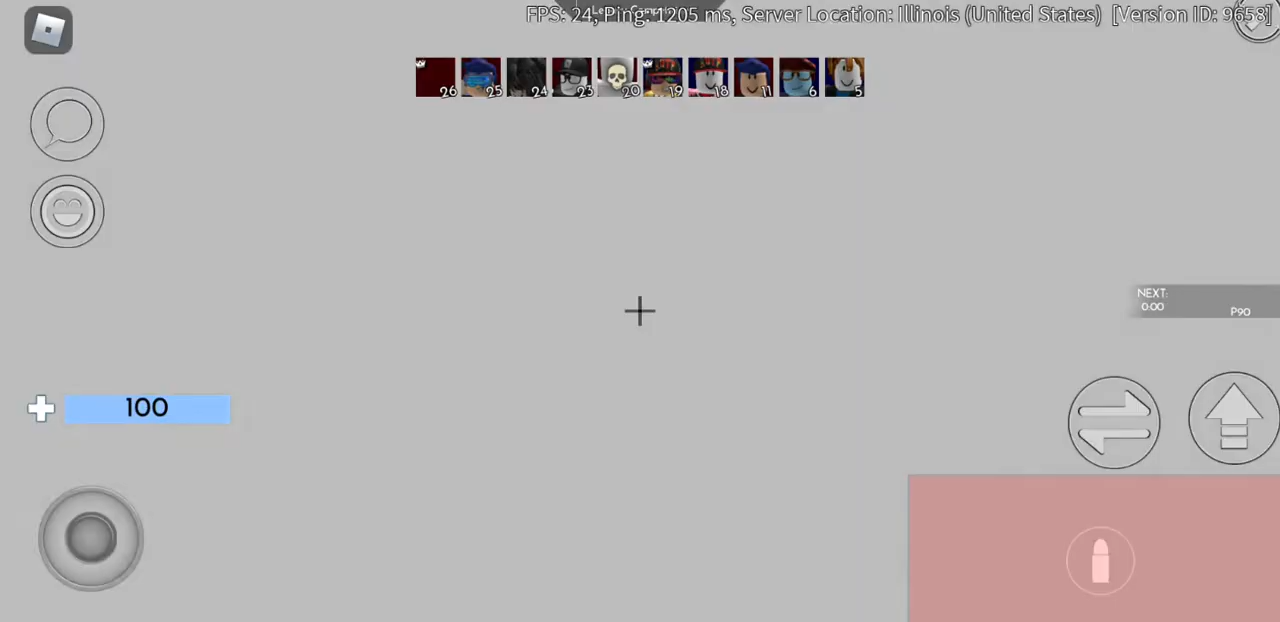 FPS: 24, Ping: 1205 ms, Server Location: Illinois (United States) [Version ID: 9658]
26 25 24 23 20 19 18 11 6 5
NEXT:
0:00 P90
100